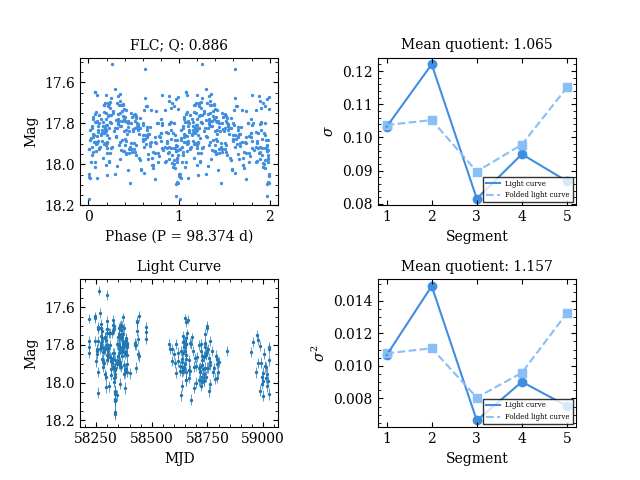 FLC; Q: 0.886
Mag
17.6
17.8
18.0
18.2
0
1
2
Phase (P = 98.374 d)
Mean quotient: 1.065
σ
0.12
0.11
0.10
0.09
0.08
Light curve
Folded light curve
1
2
3
4
5
Segment
Light Curve
Mag
17.6
17.8
18.0
18.2
58250
58500
58750
59000
MJD
Mean quotient: 1.157
σ²
0.014
0.012
0.010
0.008
Light curve
Folded light curve
1
2
3
4
5
Segment